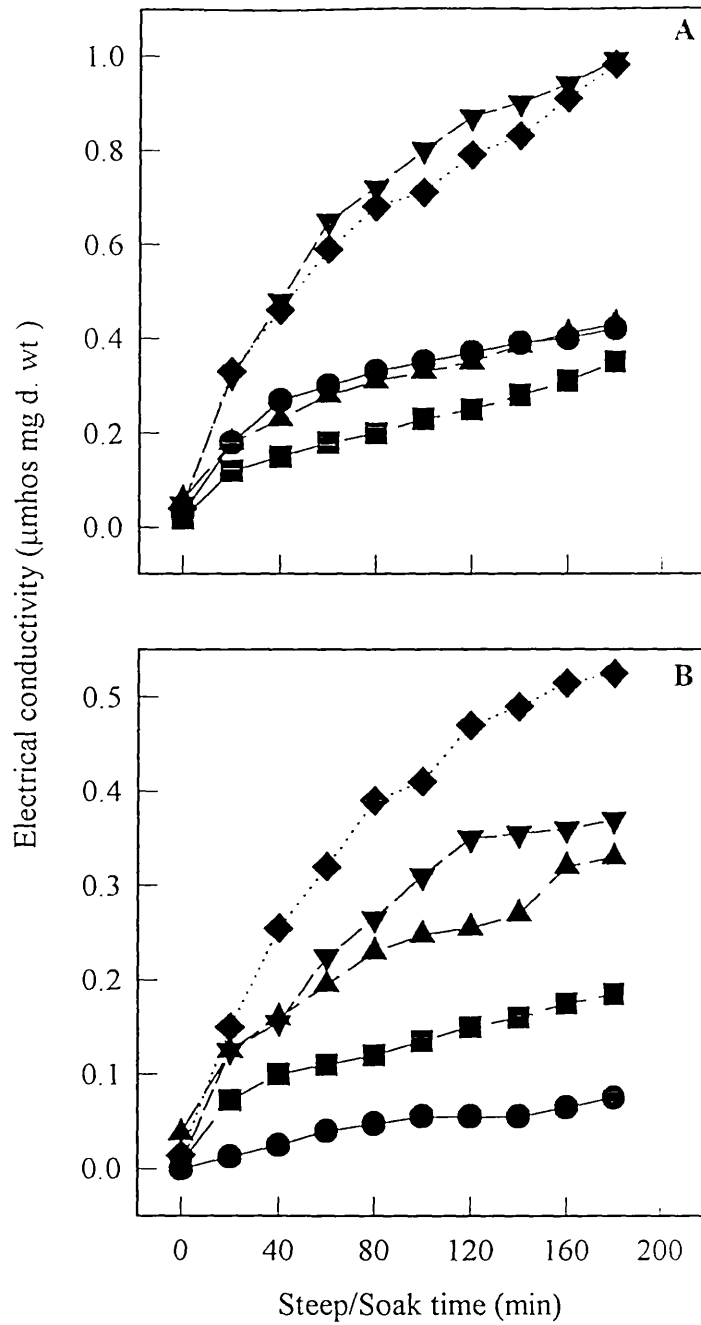 A
1.0
0.8
0.6
0.4
0.2
0.0
Electrical conductivity (μmhos mg d. wt )
B
0.5
0.4
0.3
0.2
0.1
0.0
0 40 80 120 160 200
Steep/Soak time (min)